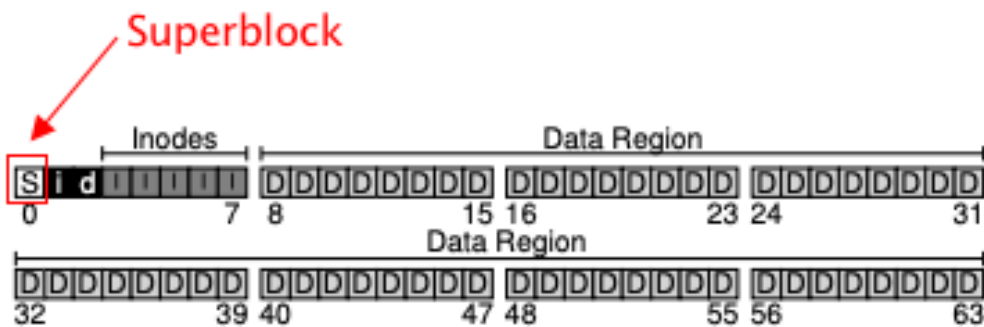 Superblock
Inodes Data Region
S i d I I I I I D D D D D D D D D D D D D D D D D D D D D D D D
0 7 8 15 16 23 24 31
Data Region
D D D D D D D D D D D D D D D D D D D D D D D D D D D D D D D D
32 39 40 47 48 55 56 63